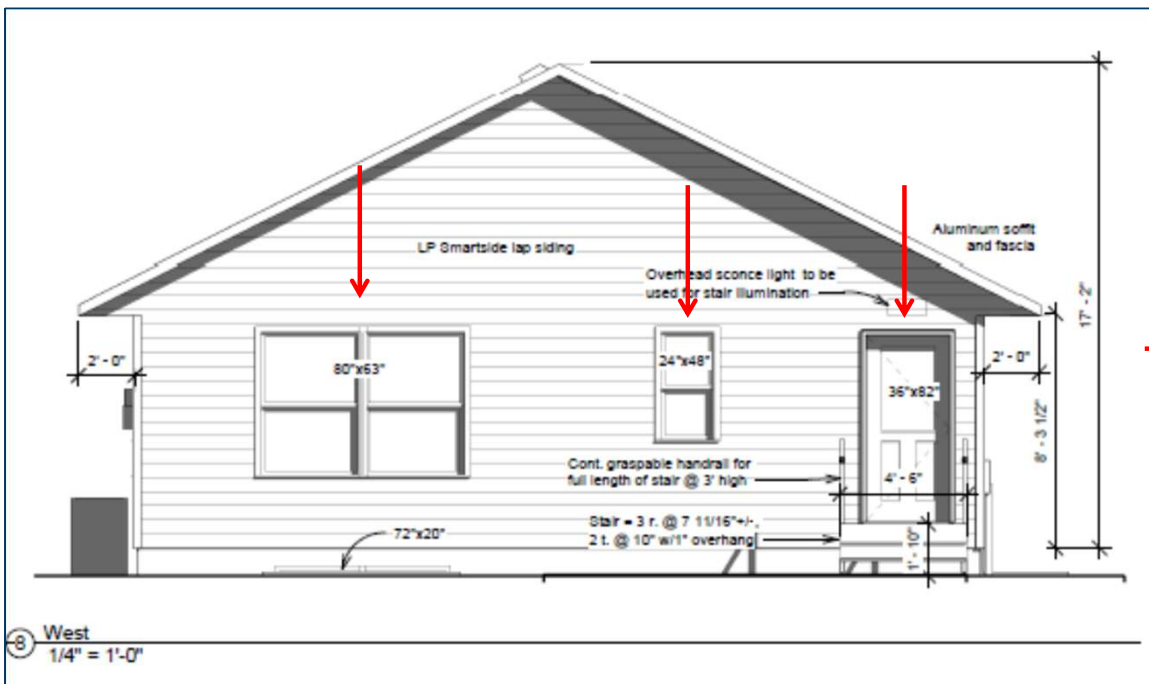 LP Smartside lap siding
Aluminum soffit
and fascia
Overhead sconce light to be
used for stair illumination
17' - 2"
2' - 0"
80"x63"
24"x48"
36"x82"
2' - 0"
8' - 3 1/2"
Cont. graspable handrail for
full length of stair @ 3' high
4' - 6"
Stair = 3 r. @ 7 11/16"+/-,
2 t. @ 10" w/1" overhang
72"x20"
1' - 10"
8
West
1/4" = 1'-0"